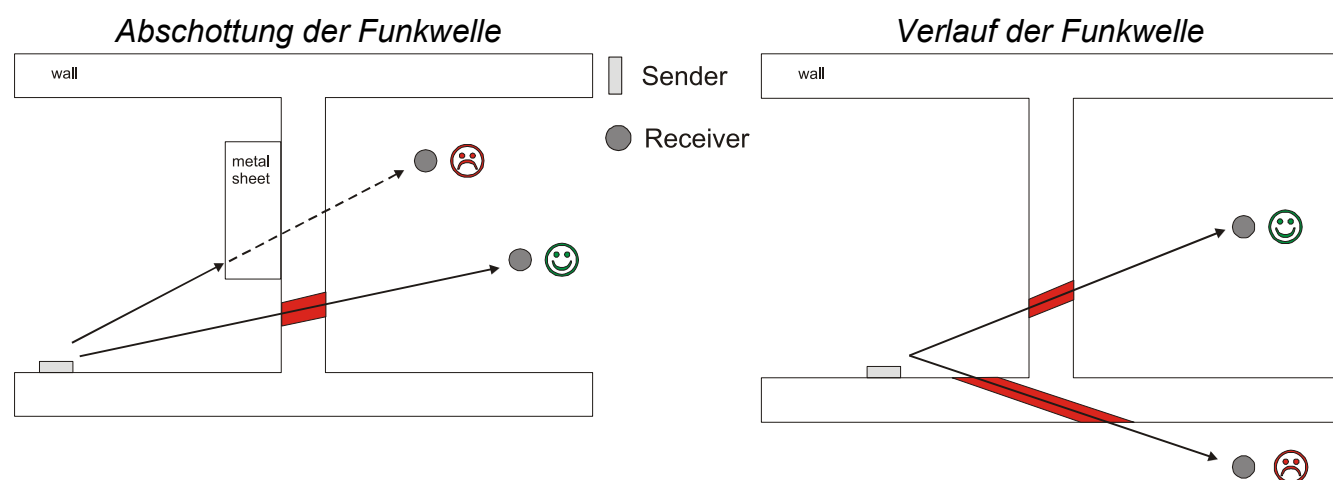 Abschottung der Funkwelle
wall
metal
sheet
Sender
Receiver
Verlauf der Funkwelle
wall